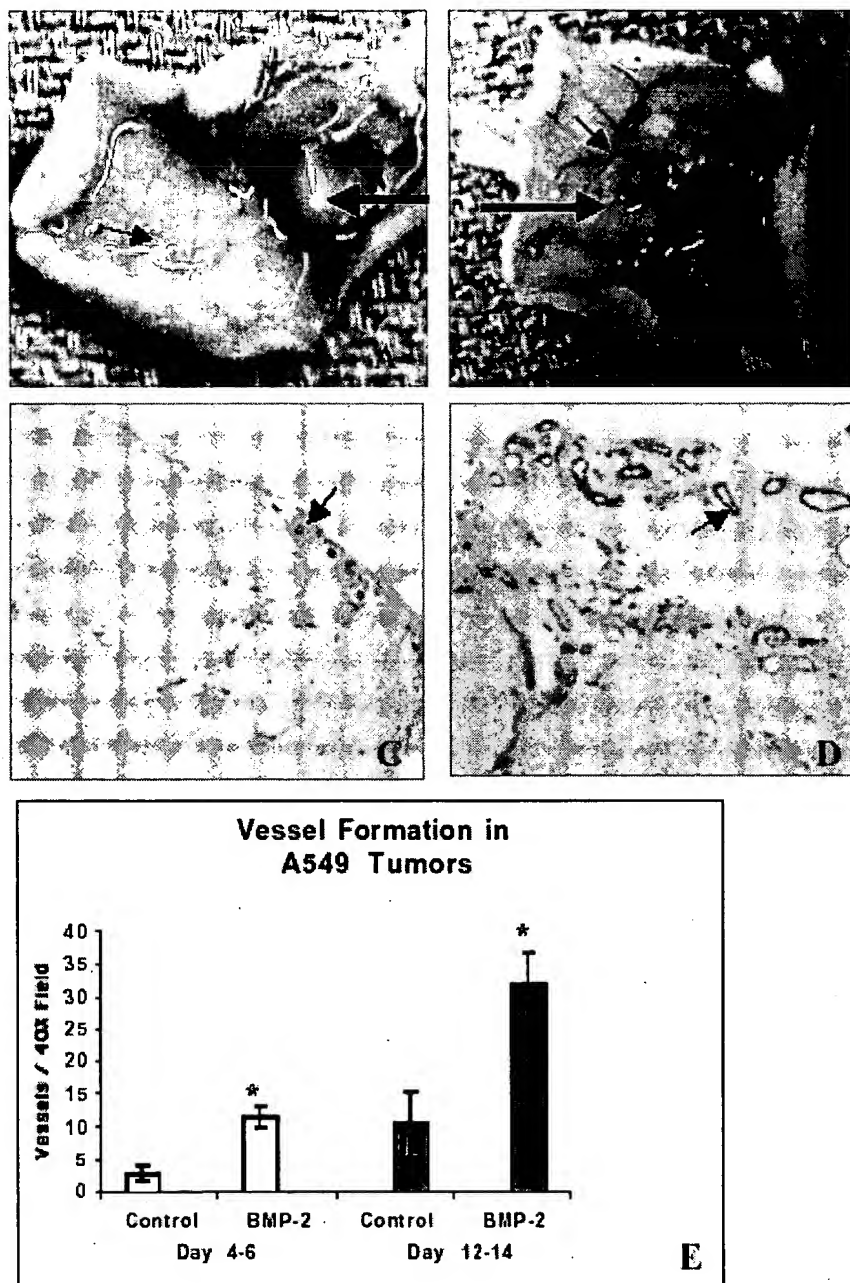 C
D
Vessel Formation in
A549 Tumors
Vessels / 40X Field
40
35
30
25
20
15
10
5
0
*
*
Control BMP-2 Control BMP-2
Day 4-6 Day 12-14
E